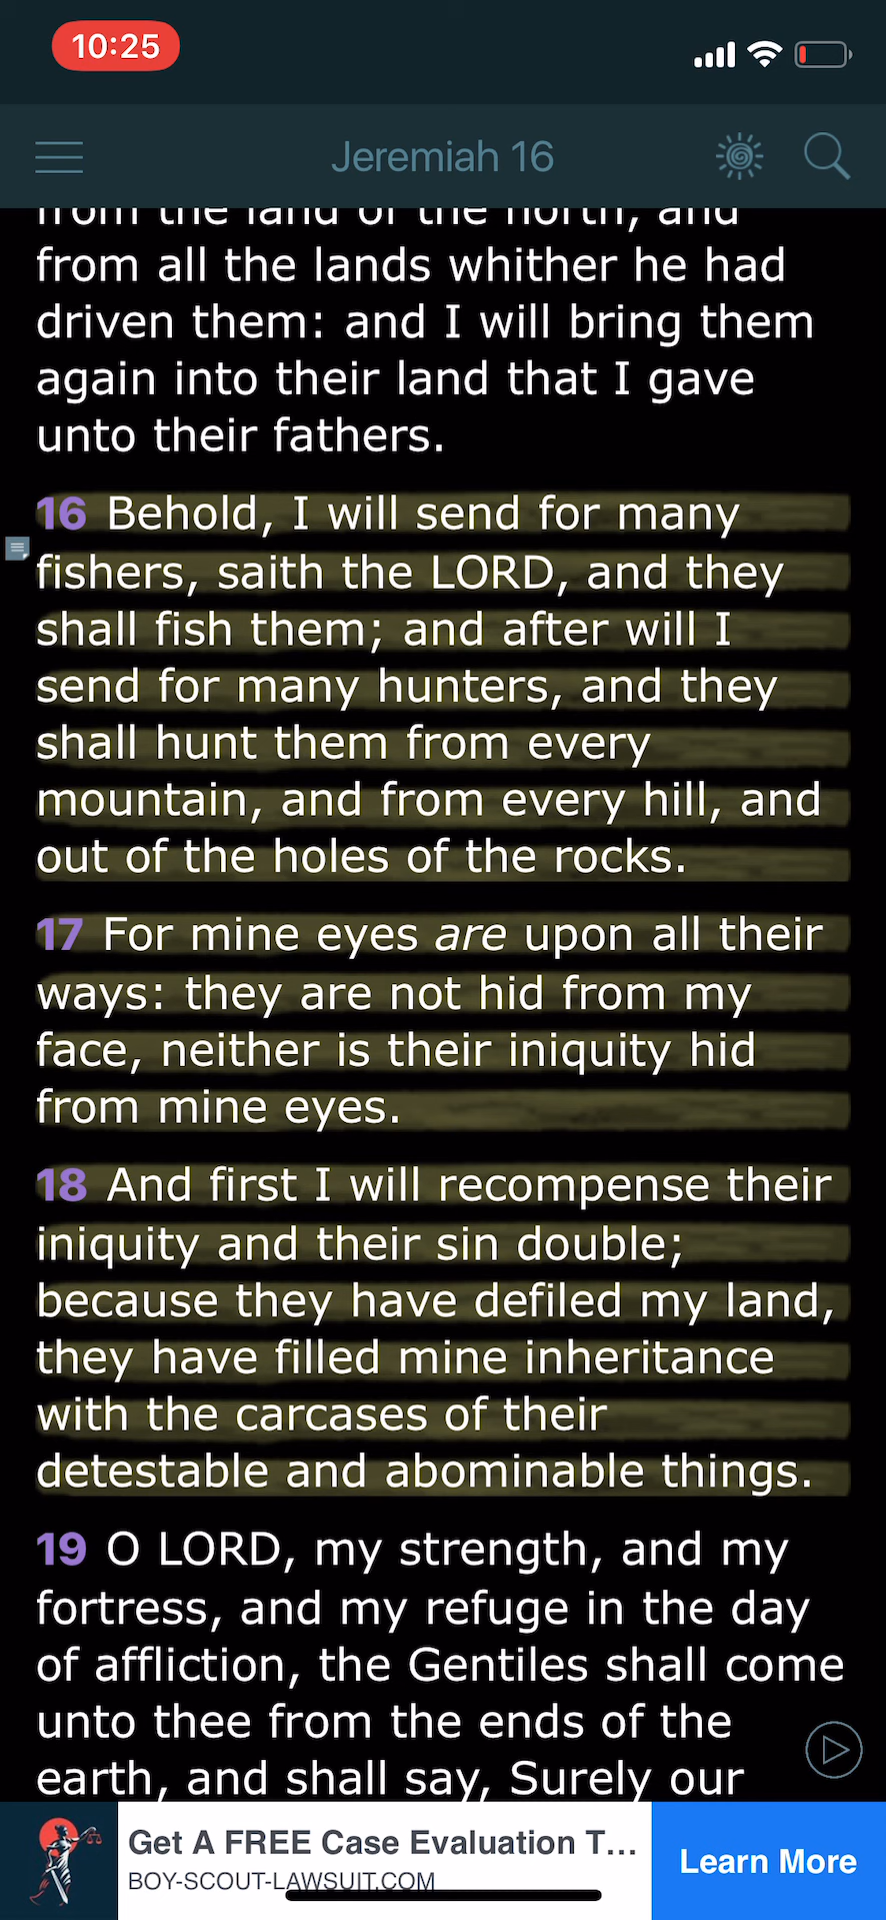 10:25
Jeremiah 16
from the land of the north, and
from all the lands whither he had
driven them: and I will bring them
again into their land that I gave
unto their fathers.
16 Behold, I will send for many
fishers, saith the LORD, and they
shall fish them; and after will I
send for many hunters, and they
shall hunt them from every
mountain, and from every hill, and
out of the holes of the rocks.
17 For mine eyes are upon all their
ways: they are not hid from my
face, neither is their iniquity hid
from mine eyes.
18 And first I will recompense their
iniquity and their sin double;
because they have defiled my land,
they have filled mine inheritance
with the carcases of their
detestable and abominable things.
19 O LORD, my strength, and my
fortress, and my refuge in the day
of affliction, the Gentiles shall come
unto thee from the ends of the
earth, and shall say, Surely our
Get A FREE Case Evaluation T...
BOY-SCOUT-LAWSUIT.COM
Learn More